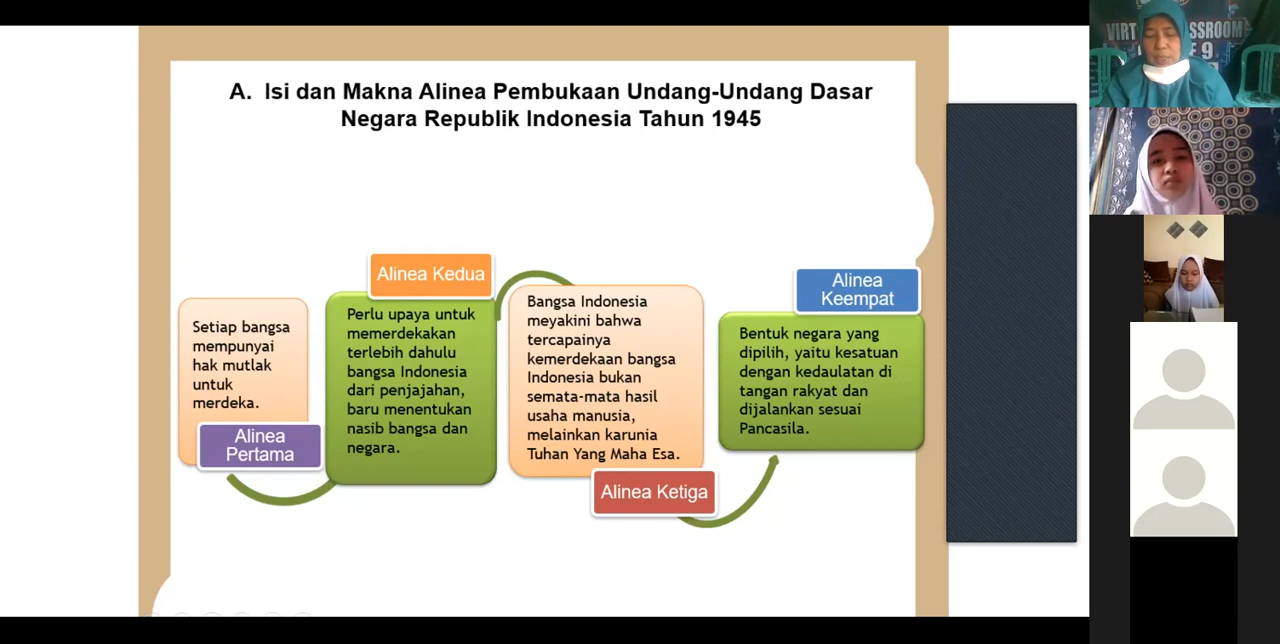 A. Isi dan Makna Alinea Pembukaan Undang-Undang Dasar
Negara Republik Indonesia Tahun 1945
Setiap bangsa
mempunyai
hak mutlak
untuk
merdeka.
Alinea
Pertama
Alinea Kedua
Perlu upaya untuk
memerdekakan
terlebih dahulu
bangsa Indonesia
dari penjajahan,
baru menentukan
nasib bangsa dan
negara.
Bangsa Indonesia
meyakini bahwa
tercapainya
kemerdekaan bangsa
Indonesia bukan
semata-mata hasil
usaha manusia,
melainkan karunia
Tuhan Yang Maha Esa.
Alinea Ketiga
Alinea
Keempat
Bentuk negara yang
dipilih, yaitu kesatuan
dengan kedaulatan di
tangan rakyat dan
dijalankan sesuai
Pancasila.